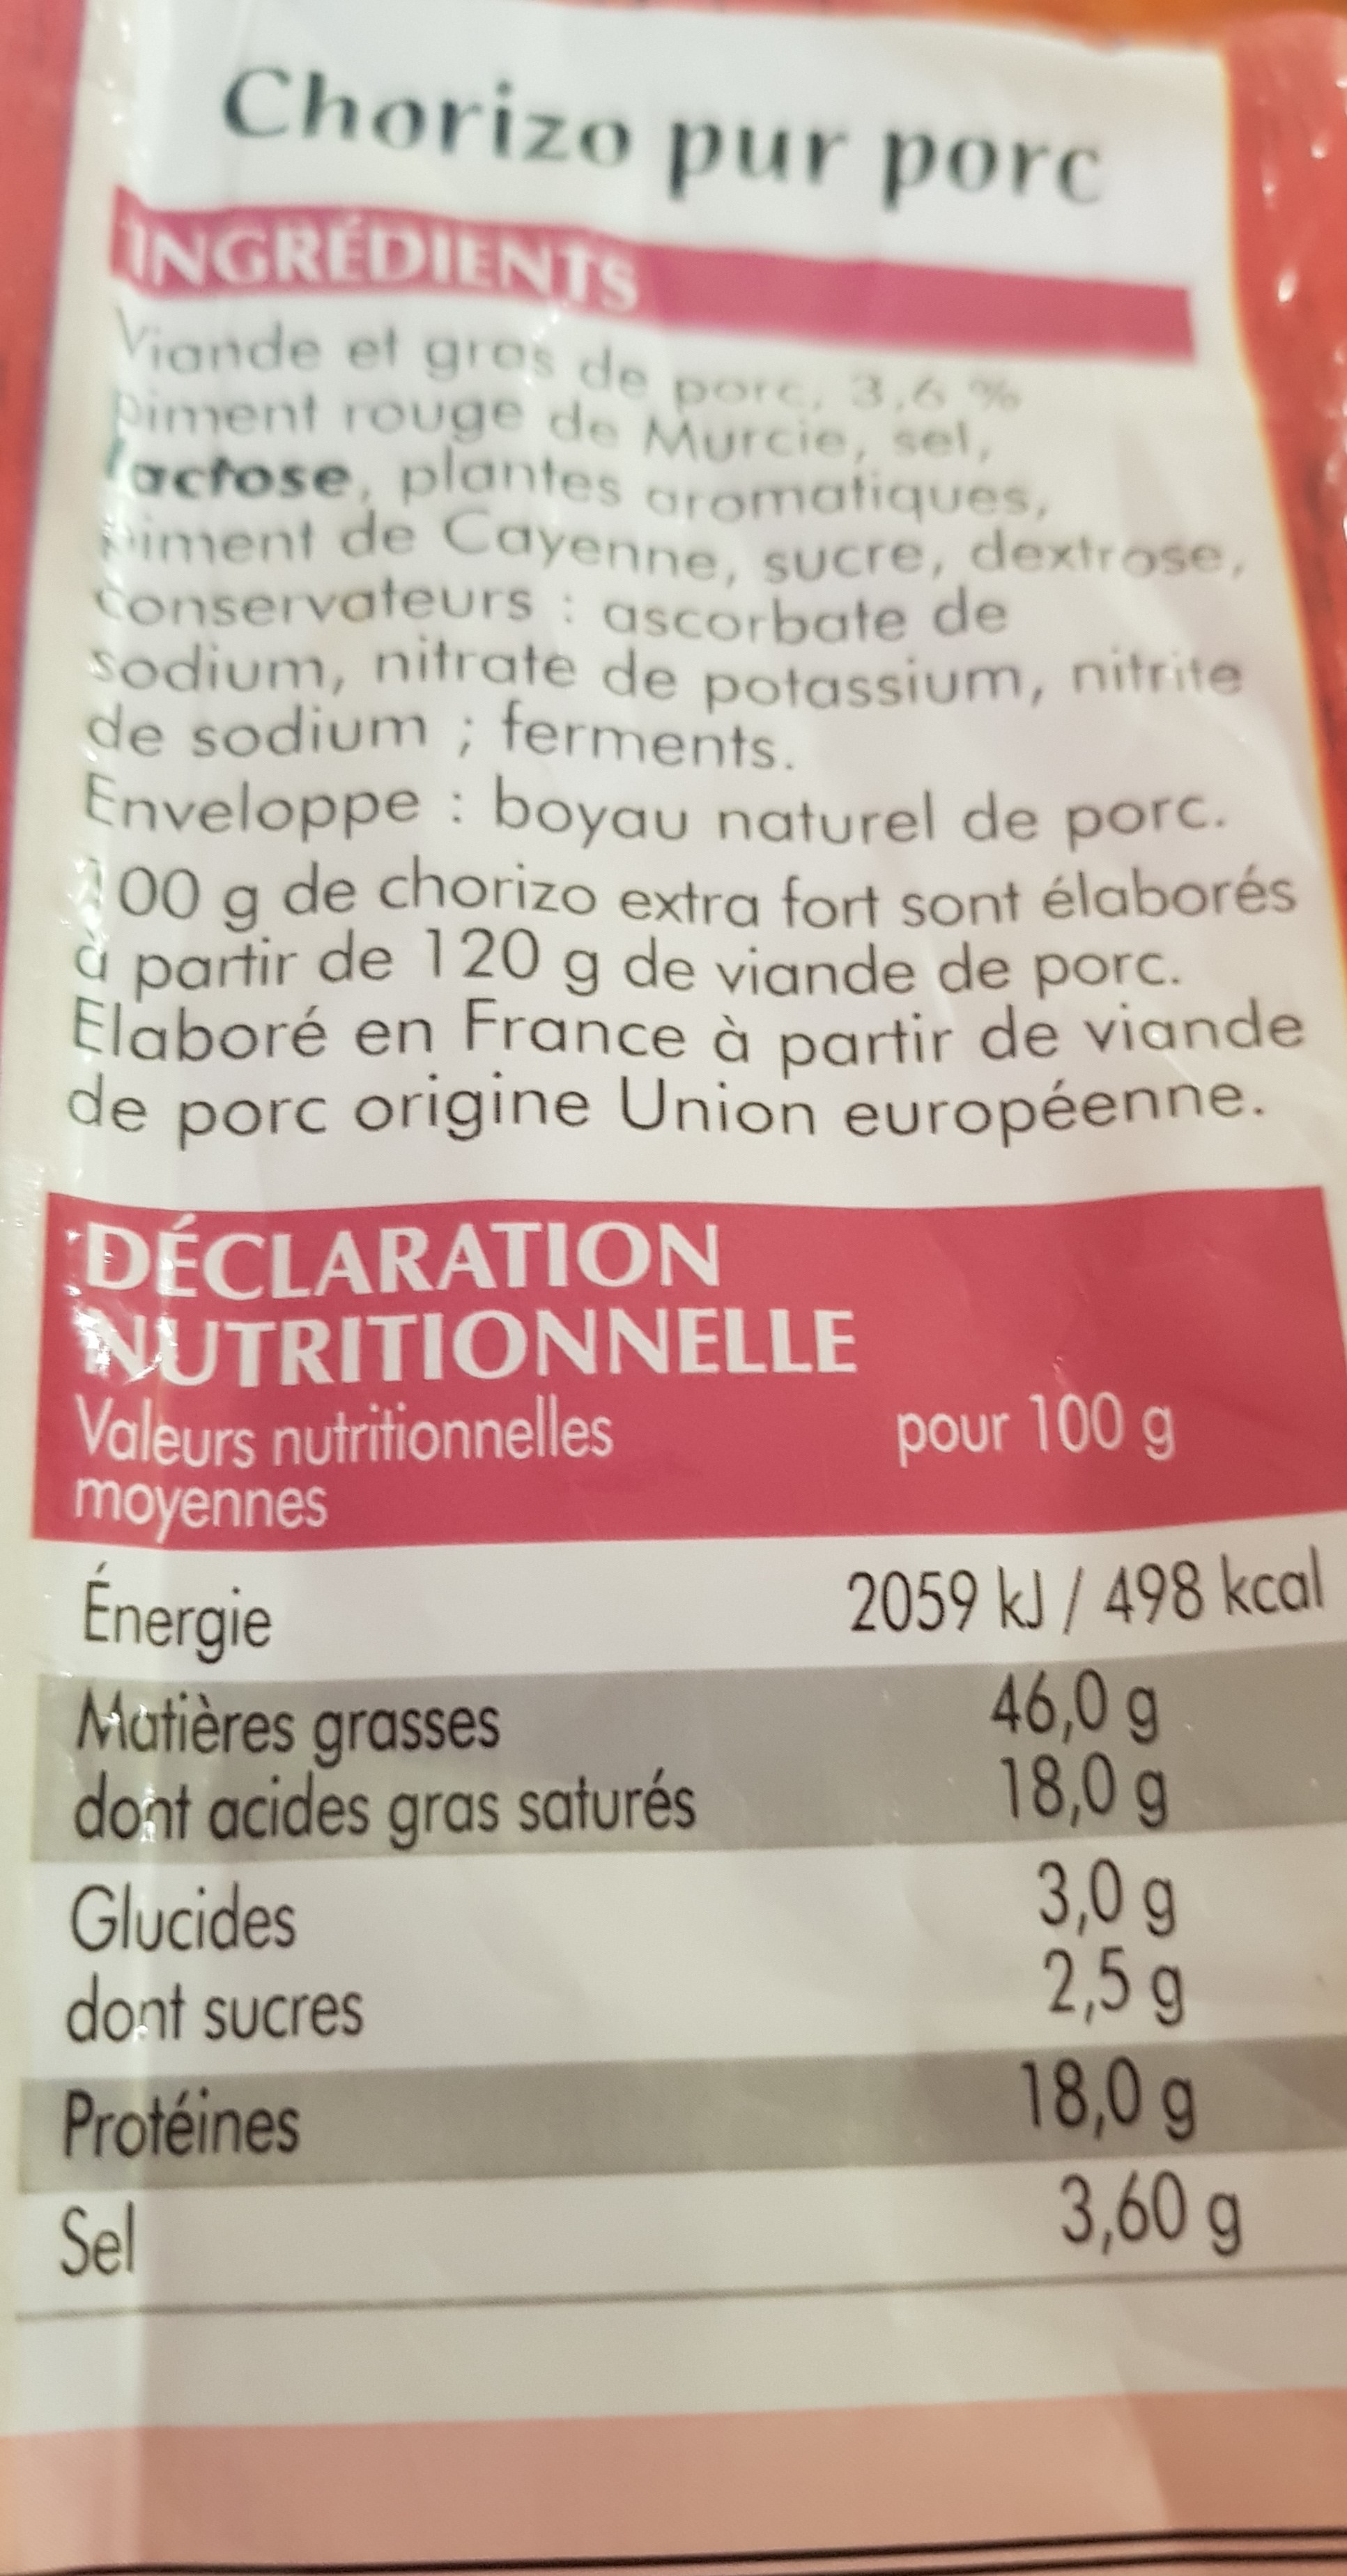 Chorizo pur porc
INGRÉDIENTS
Viande et gras de porc, 3,6 %
piment rouge de Murcie, sel,
lactose, plantes aromatiques,
piment de Cayenne, sucre, dextrose,
conservateurs : ascorbate de
sodium, nitrate de potassium, nitrite
de sodium ; ferments.
Enveloppe : boyau naturel de porc.
100 g de chorizo extra fort sont élaborés
à partir de 120 g de viande de porc.
Elaboré en France à partir de viande
de porc origine Union européenne.
DÉCLARATION
NUTRITIONNELLE
Valeurs nutritionnelles pour 100 g
moyennes
Énergie 2059 kJ / 498 kcal
Matières grasses 46,0 g
dont acides gras saturés 18,0 g
Glucides 3,0 g
dont sucres 2,5 g
Protéines 18,0 g
Sel 3,60 g